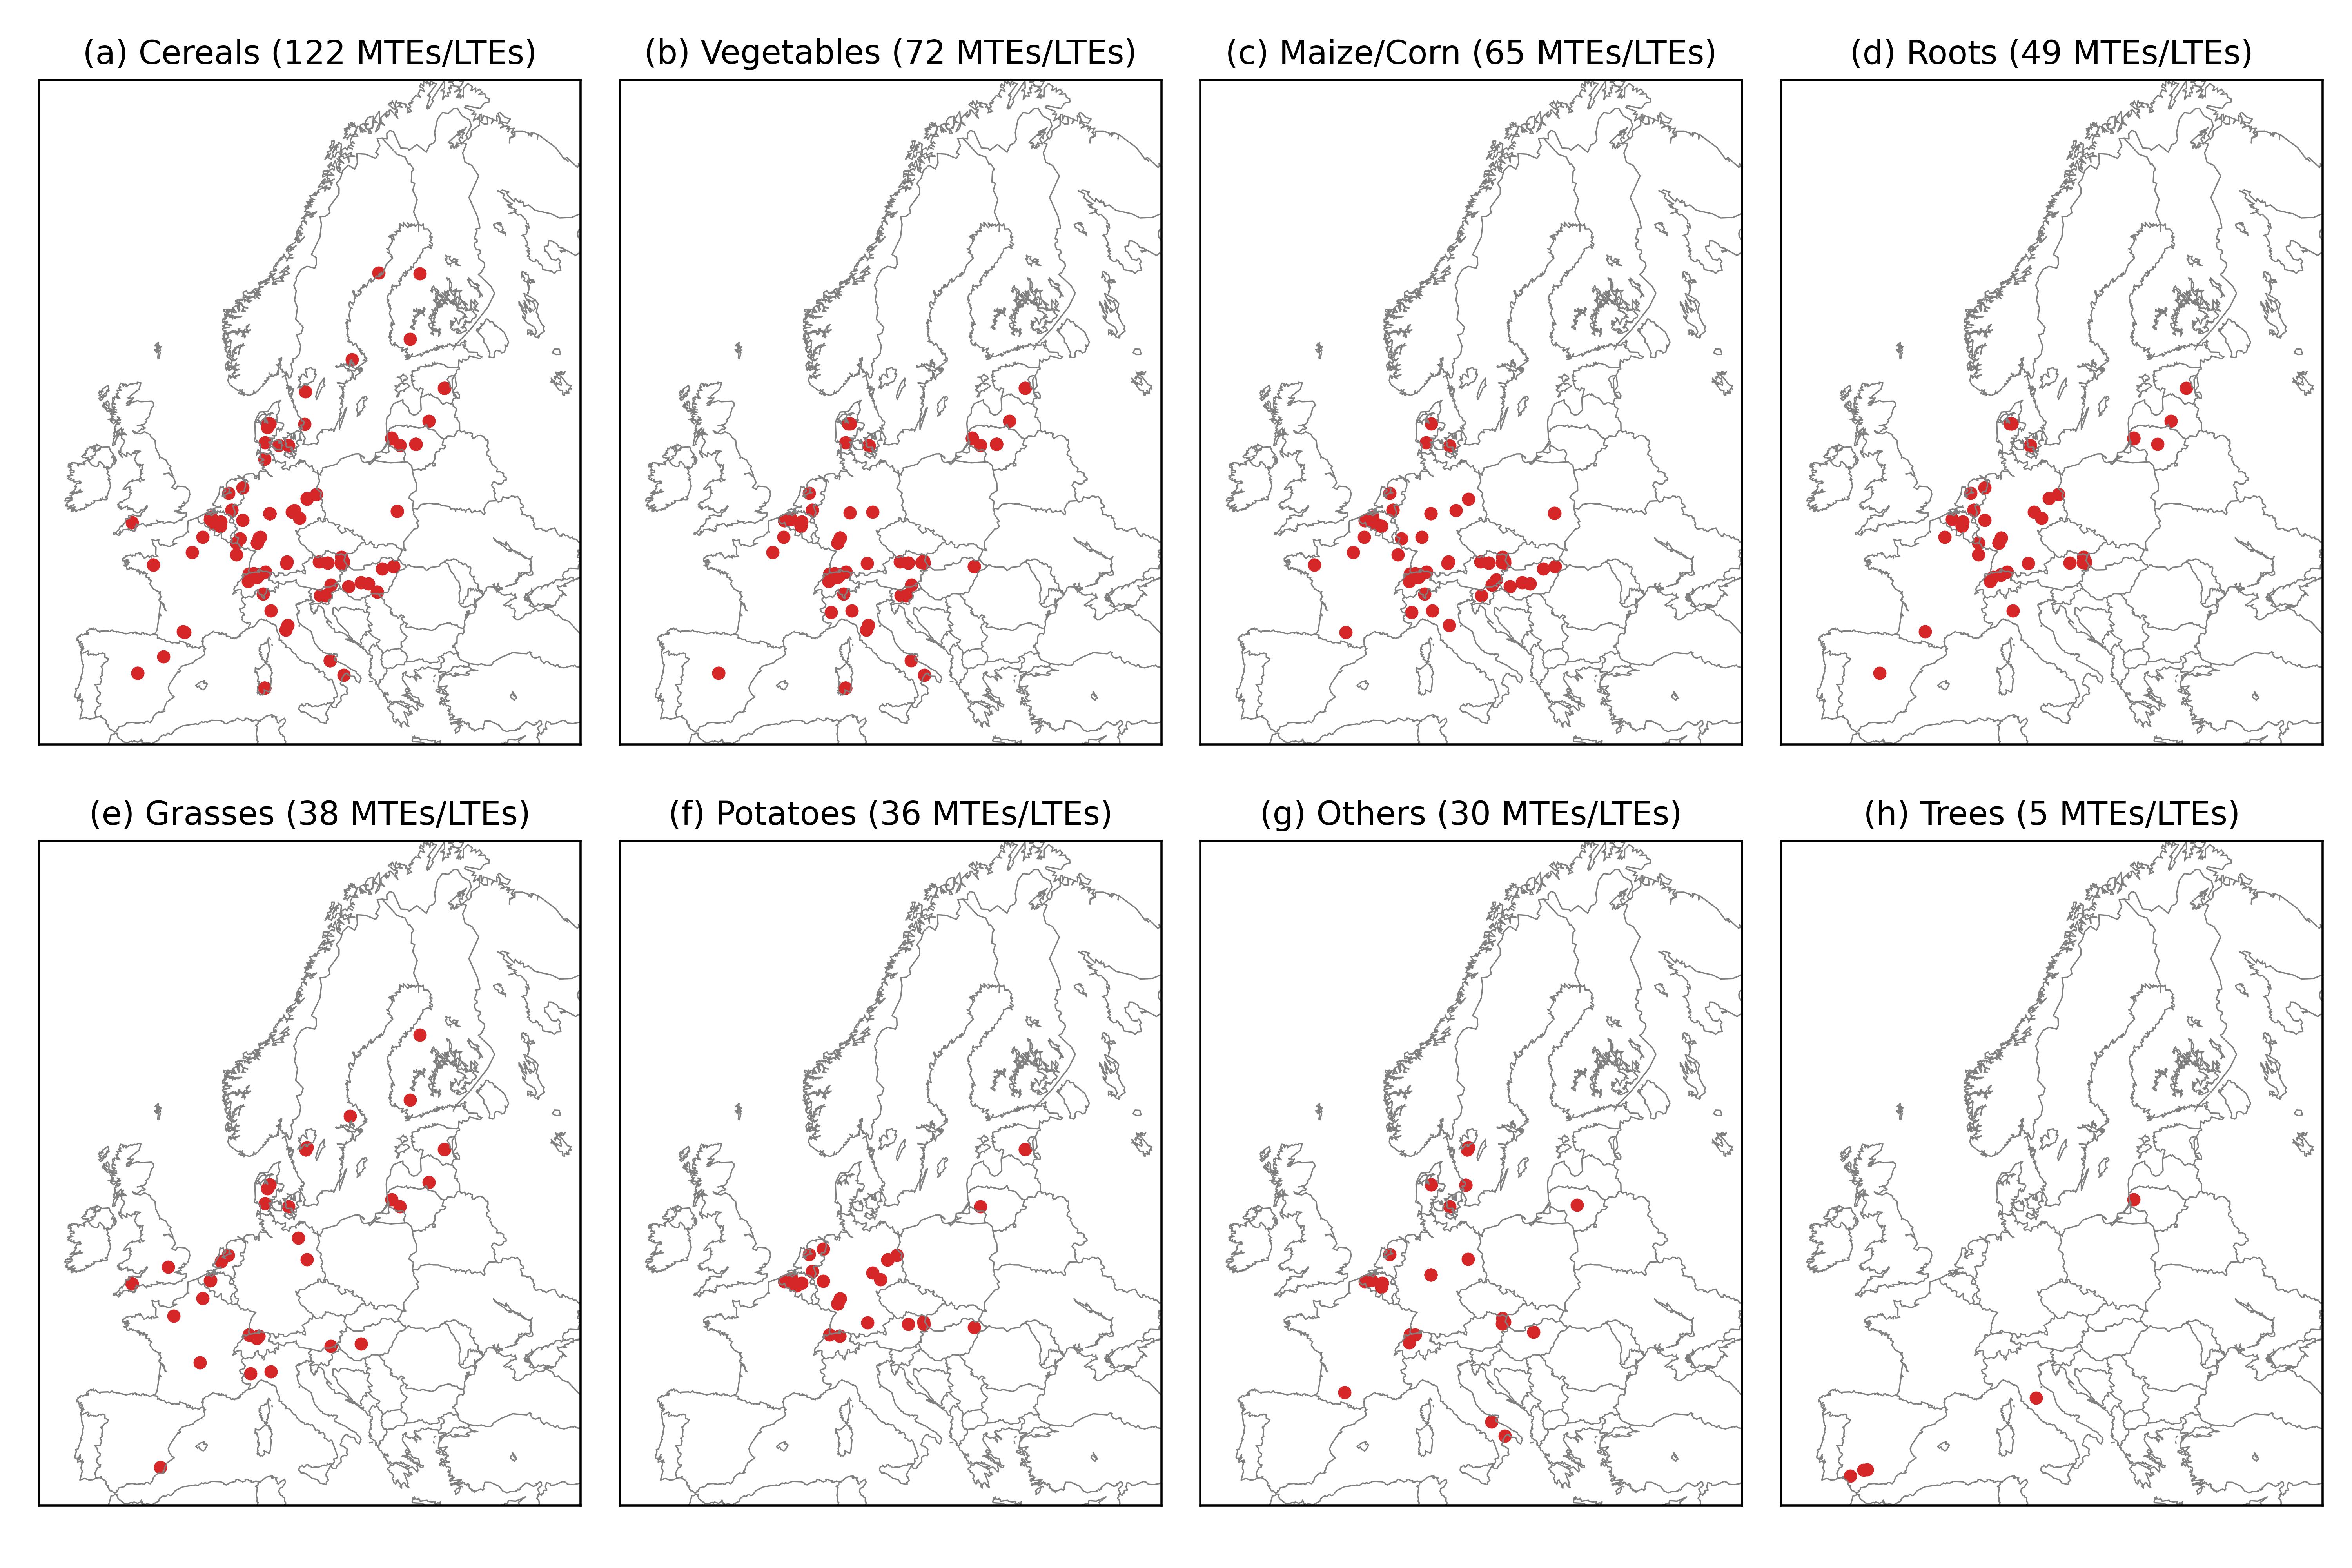 (a) Cereals (122 MTEs/LTEs)
(b) Vegetables (72 MTEs/LTEs)
(c) Maize/Corn (65 MTEs/LTEs)
(d) Roots (49 MTEs/LTEs)
(e) Grasses (38 MTEs/LTEs)
(f) Potatoes (36 MTEs/LTEs)
(g) Others (30 MTEs/LTEs)
(h) Trees (5 MTEs/LTEs)